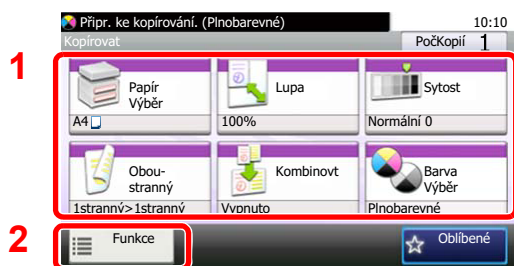 Připr. ke kopírování. (Plnobarevné) 10:10
Kopírovat PočKopií 1
1
Papír Lupa Sytost
Výběr
A4 100% Normální 0
Obou- Kombinovt Barva
stranný Výběr
1stranný>1stranný Vypnuto Plnobarevné
2
Funkce Oblíbené